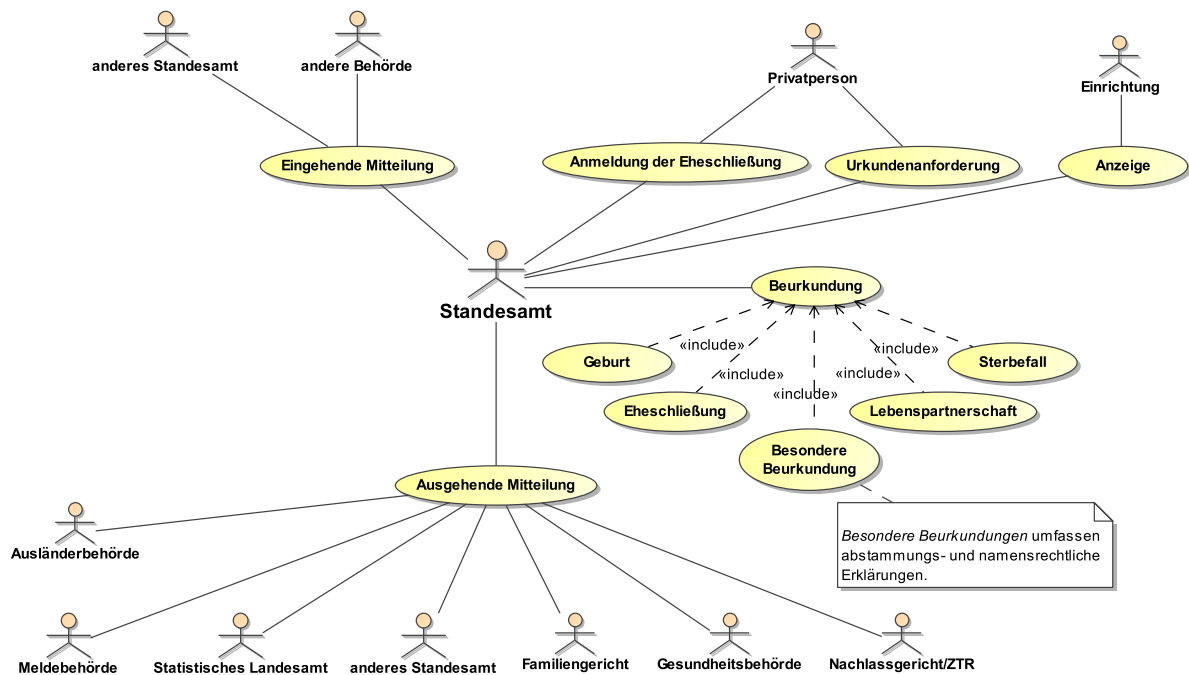 anderes Standesamt
andere Behörde
Privatperson
Einrichtung
Eingehende Mitteilung
Anmeldung der Eheschließung
Urkundenanforderung
Anzeige
Standesamt
Beurkundung
«include»
«include»
«include»
«include»
«include»
Geburt
Sterbefall
Eheschließung
Lebenspartnerschaft
Besondere
Beurkundung
Besondere Beurkundungen umfassen
abstammungs- und namensrechtliche
Erklärungen.
Ausgehende Mitteilung
Ausländerbehörde
Meldebehörde
Statistisches Landesamt
anderes Standesamt
Familiengericht
Gesundheitsbehörde
Nachlassgericht/ZTR